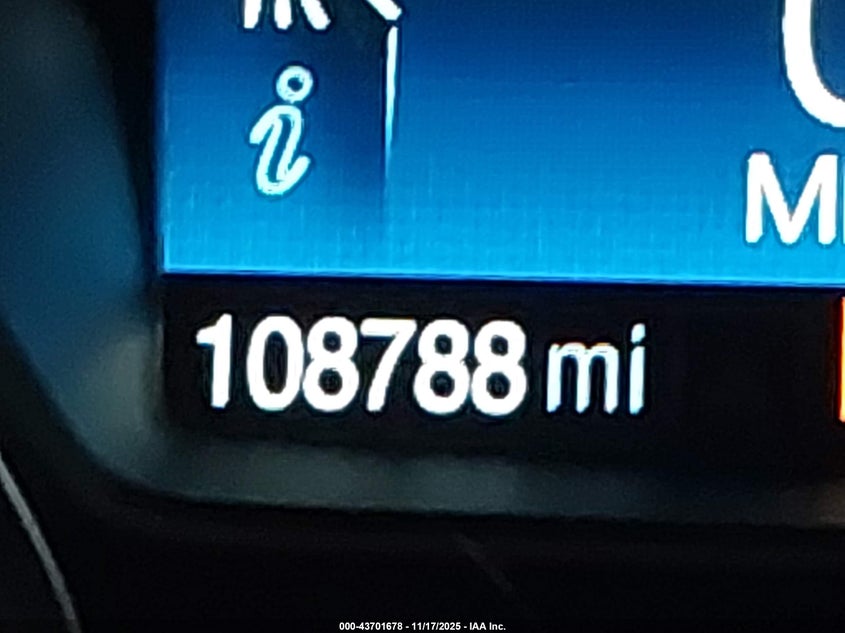 i
108788 mi
000-43701678 - 11/17/2025 - IAA Inc.